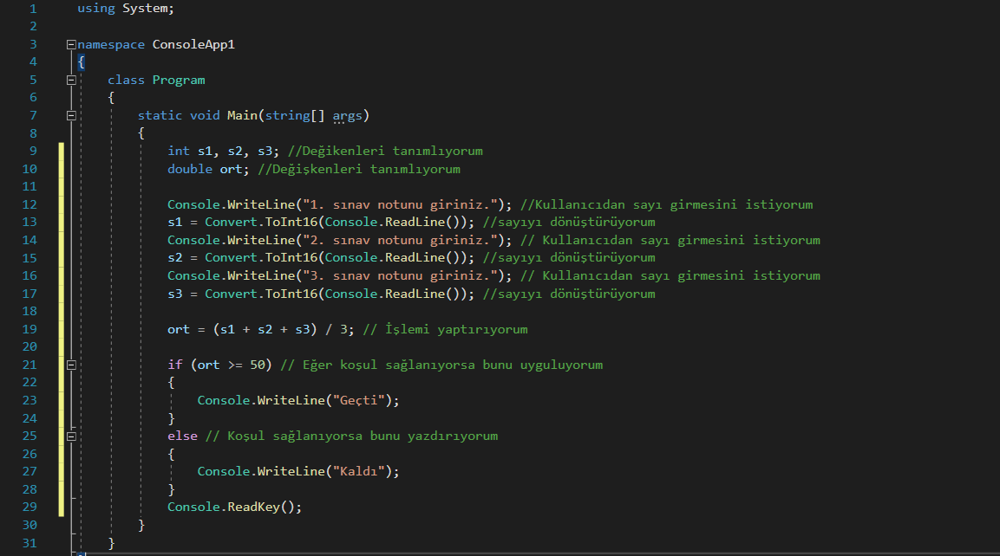 1 using System;
2
3 namespace ConsoleApp1
4 {
5 class Program
6 {
7 static void Main(string[] args)
8 {
9 int s1, s2, s3; //Değikenleri tanımlıyorum
10 double ort; //Değişkenleri tanımlıyorum
11
12 Console.WriteLine("1. sınav notunu giriniz."); //Kullanıcıdan sayı girmesini istiyorum
13 s1 = Convert.ToInt16(Console.ReadLine()); //sayıyı dönüştürüyorum
14 Console.WriteLine("2. sınav notunu giriniz."); // Kullanıcıdan sayı girmesini istiyorum
15 s2 = Convert.ToInt16(Console.ReadLine()); //sayıyı dönüştürüyorum
16 Console.WriteLine("3. sınav notunu giriniz."); // Kullanıcıdan sayı girmesini istiyorum
17 s3 = Convert.ToInt16(Console.ReadLine()); //sayıyı dönüştürüyorum
18
19 ort = (s1 + s2 + s3) / 3; // İşlemi yaptırıyorum
20
21 if (ort >= 50) // Eğer koşul sağlanıyorsa bunu uyguluyorum
22 {
23 Console.WriteLine("Geçti");
24 }
25 else // Koşul sağlanıyorsa bunu yazdırıyorum
26 {
27 Console.WriteLine("Kaldı");
28 }
29 Console.ReadKey();
30 }
31 }